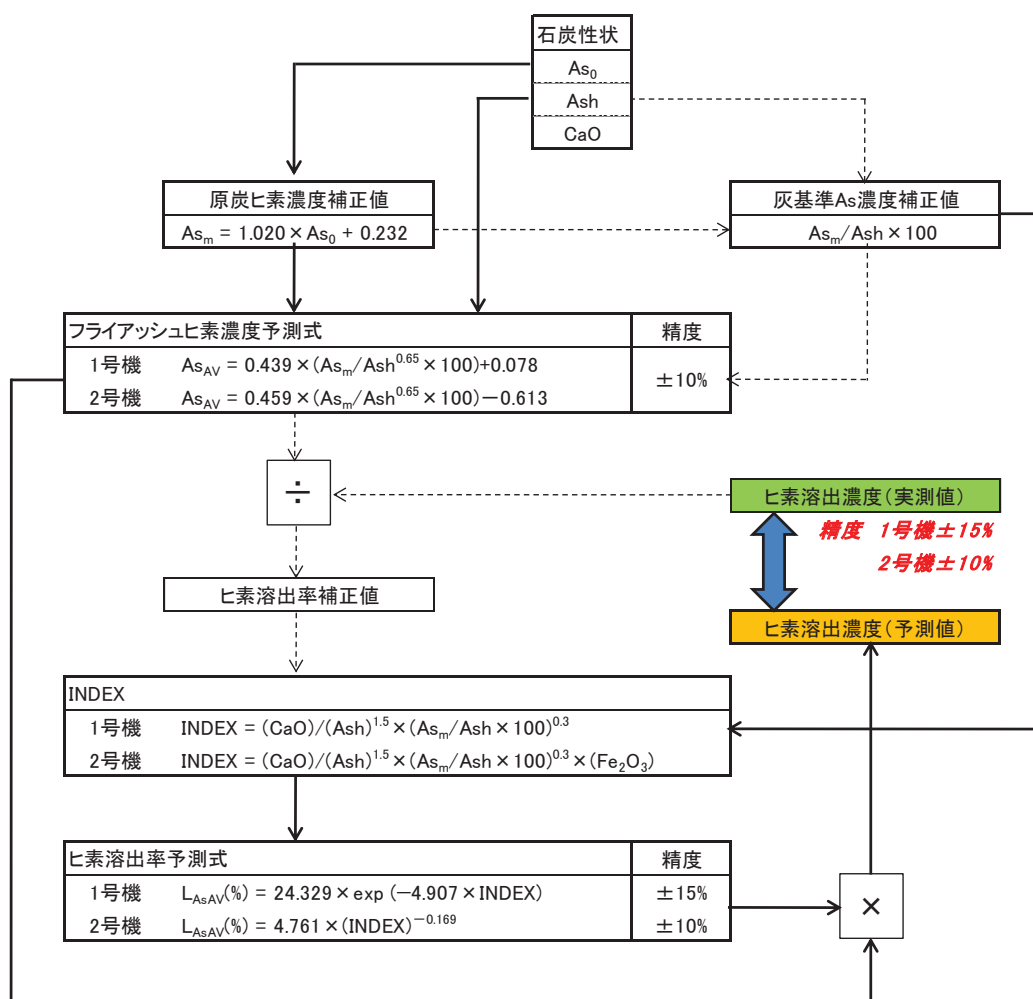 石炭性状
As₀
Ash
CaO
原炭ヒ素濃度補正値
Asₘ = 1.020 × As₀ + 0.232
灰基準As濃度補正値
Asₘ/Ash × 100
フライアッシュヒ素濃度予測式 精度
1号機 As_AV = 0.439 × (Asₘ/Ash^0.65 × 100)+0.078
2号機 As_AV = 0.459 × (Asₘ/Ash^0.65 × 100)−0.613
±10%
÷
ヒ素溶出濃度(実測値)
精度 1号機±15%
2号機±10%
ヒ素溶出率補正値
ヒ素溶出濃度(予測値)
INDEX
1号機 INDEX = (CaO)/(Ash)^1.5 × (Asₘ/Ash × 100)^0.3
2号機 INDEX = (CaO)/(Ash)^1.5 × (Asₘ/Ash × 100)^0.3 × (Fe₂O₃)
ヒ素溶出率予測式 精度
1号機 L_AsAV(%) = 24.329 × exp (−4.907 × INDEX) ±15%
2号機 L_AsAV(%) = 4.761 × (INDEX)^−0.169 ±10%
×